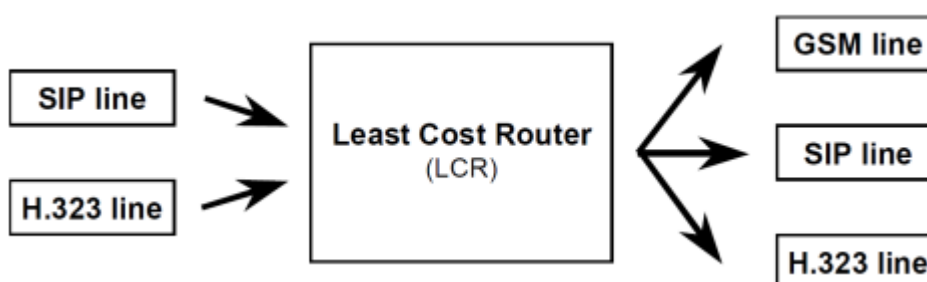 SIP line
H.323 line
Least Cost Router
(LCR)
GSM line
SIP line
H.323 line